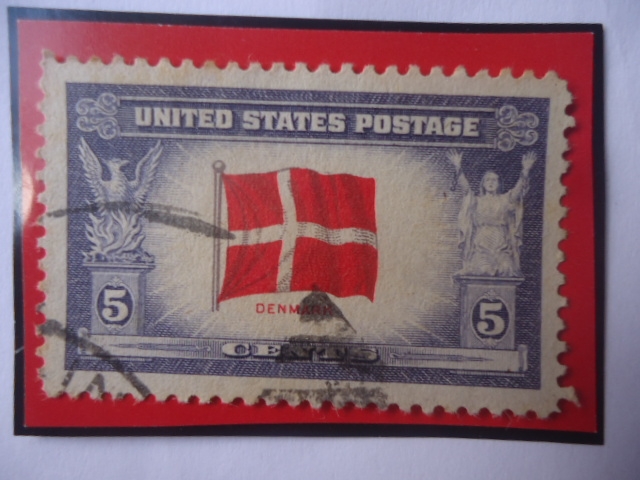 UNITED STATES POSTAGE
DENMARK
5
5
CENTS